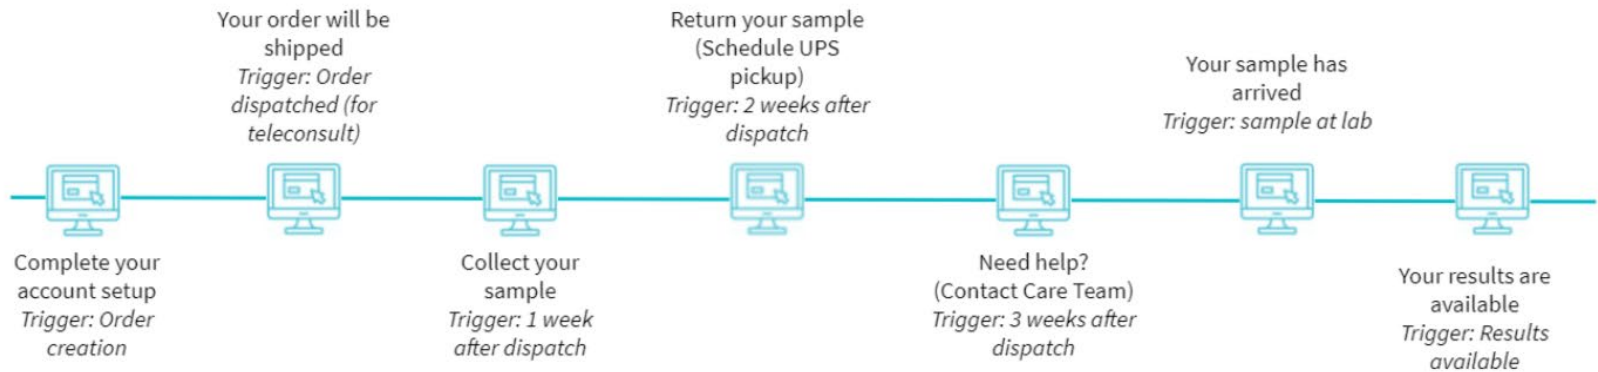 Complete your
account setup
Trigger: Order
creation
Your order will be
shipped
Trigger: Order
dispatched (for
teleconsult)
Collect your
sample
Trigger: 1 week
after dispatch
Return your sample
(Schedule UPS
pickup)
Trigger: 2 weeks after
dispatch
Need help?
(Contact Care Team)
Trigger: 3 weeks after
dispatch
Your sample has
arrived
Trigger: sample at lab
Your results are
available
Trigger: Results
available